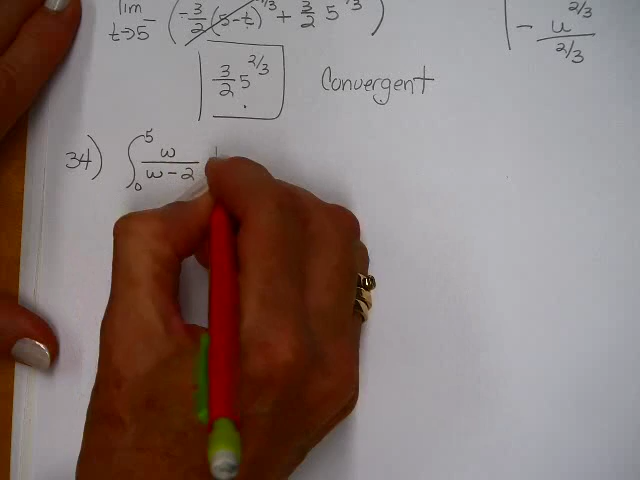 lim t→5⁻ (-3/2 (5-t)^2/3 + 3/2 5^2/3)
- u^2/3 / 2/3
3/2 5^2/3 Convergent
34) ∫₀⁵ w/(w-2)